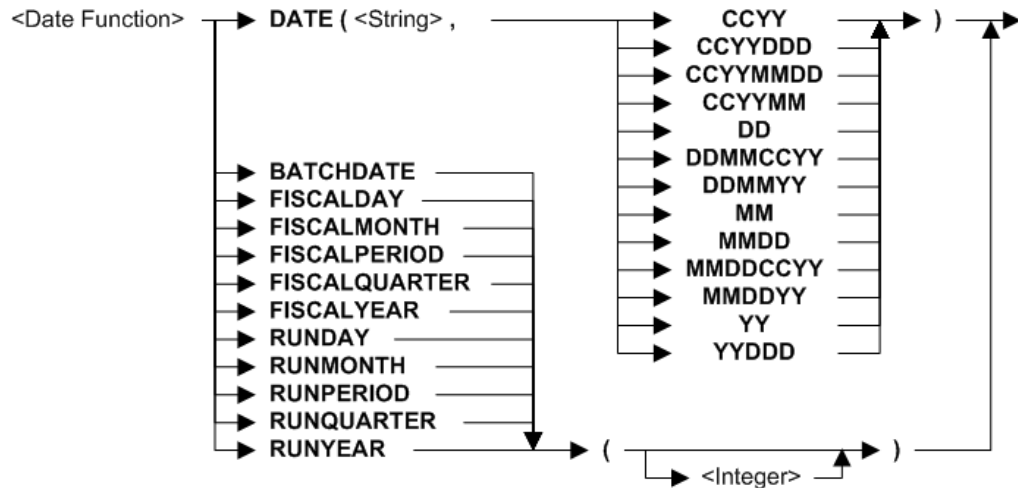 <Date Function> DATE ( <String> , CCYY )
CCYYDDD
CCYYMMDD
CCYYMM
DD
DDMMCCYY
DDMMYY
MM
MMDD
MMDDCCYY
MMDDYY
YY
YYDDD
BATCHDATE
FISCALDAY
FISCALMONTH
FISCALPERIOD
FISCALQUARTER
FISCALYEAR
RUNDAY
RUNMONTH
RUNPERIOD
RUNQUARTER
RUNYEAR ( )
<Integer>